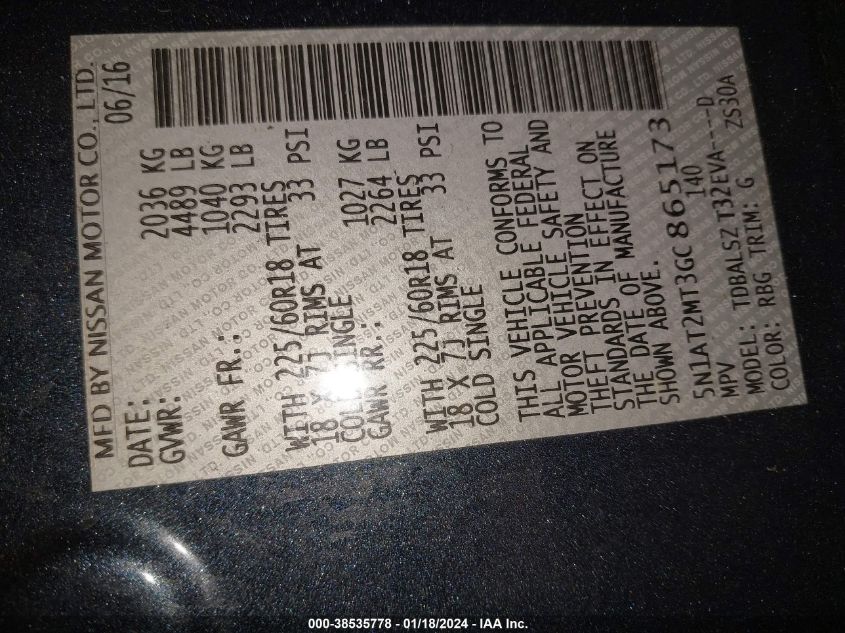 MFD BY NISSAN MOTOR CO., LTD.
DATE: 06/16
GVWR: 2036 KG
4489 LB
GAWR FR.: 1040 KG
2293 LB
WITH 225/60R18 TIRES
18 X 7J RIMS AT 33 PSI
COLD SINGLE
GAWR RR.: 1027 KG
2264 LB
WITH 225/60R18 TIRES
18 X 7J RIMS AT 33 PSI
COLD SINGLE
THIS VEHICLE CONFORMS TO
ALL APPLICABLE FEDERAL
MOTOR VEHICLE SAFETY AND
THEFT PREVENTION
STANDARDS IN EFFECT ON
THE DATE OF MANUFACTURE
SHOWN ABOVE.
5N1AT2MT3GC865173
MPV 140
MODEL: TDBALSZ T32EVA----D
COLOR: RBG TRIM: G ZS30A
000-38535778 - 01/18/2024 - IAA Inc.